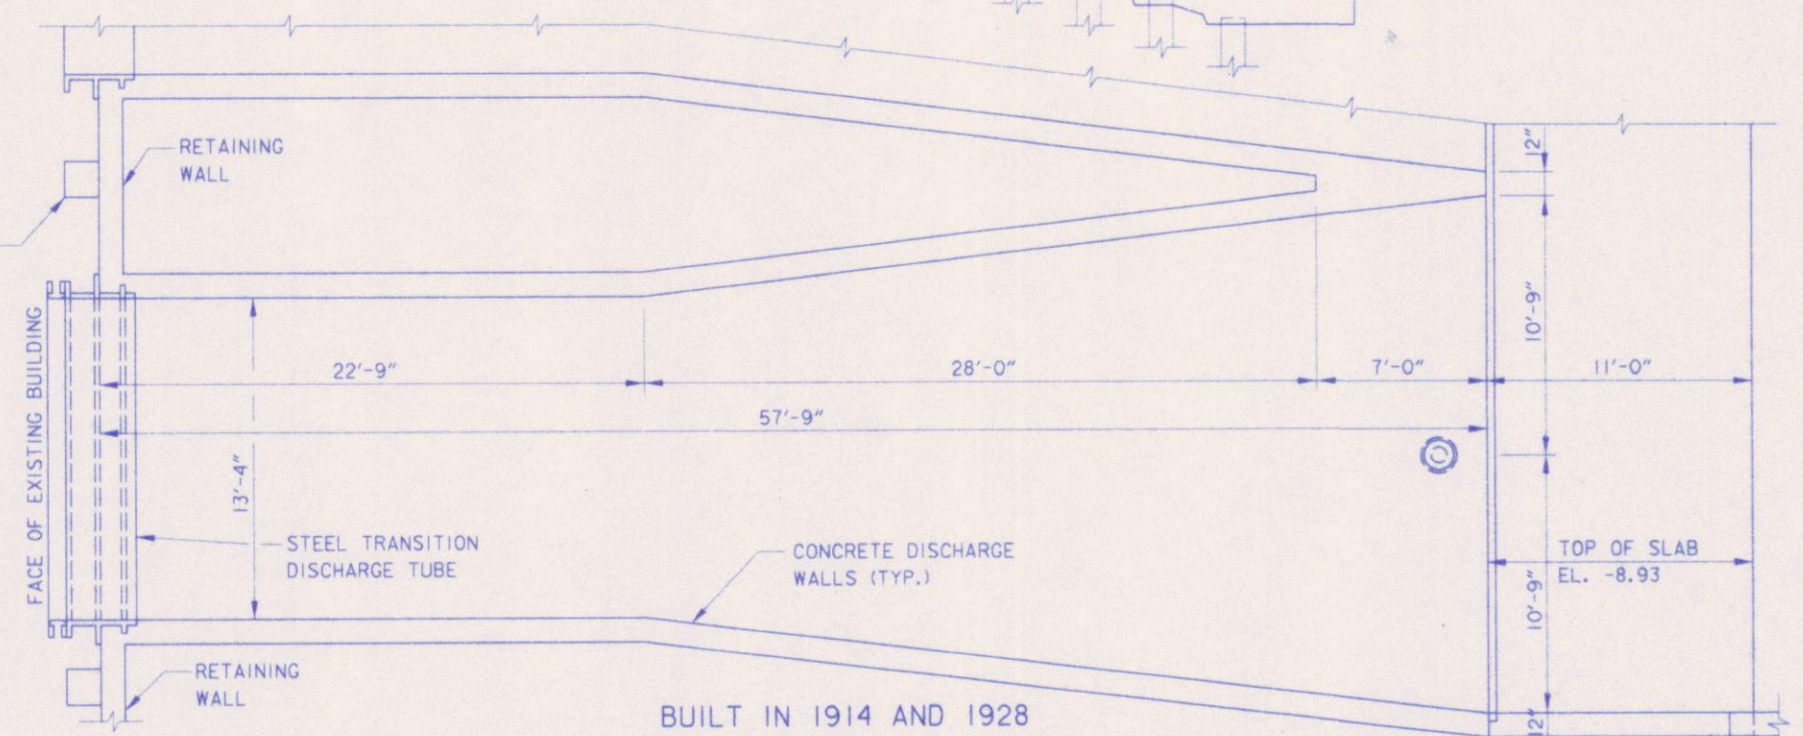 RETAINING
WALL
12"
10'-9"
FACE OF EXISTING BUILDING
22'-9"
28'-0"
7'-0"
11'-0"
57'-9"
13'-4"
STEEL TRANSITION
DISCHARGE TUBE
CONCRETE DISCHARGE
WALLS (TYP.)
TOP OF SLAB
EL. -8.93
10'-9"
RETAINING
WALL
12"
BUILT IN 1914 AND 1928